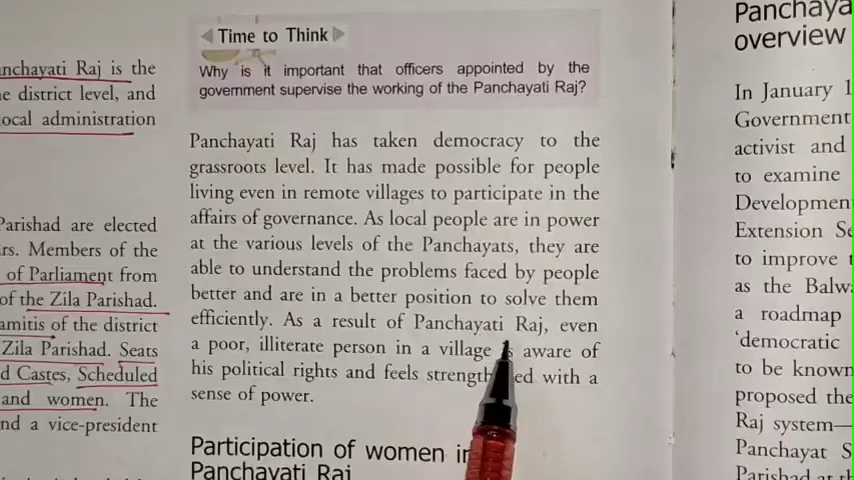 nchayati Raj is the
e district level, and
ocal administration
Parishad are elected
rs. Members of the
of Parliament from
of the Zila Parishad.
amitis of the district
Zila Parishad. Seats
d Castes, Scheduled
and women. The
nd a vice-president
Time to Think
Why is it important that officers appointed by the
government supervise the working of the Panchayati Raj?
Panchayati Raj has taken democracy to the
grassroots level. It has made possible for people
living even in remote villages to participate in the
affairs of governance. As local people are in power
at the various levels of the Panchayats, they are
able to understand the problems faced by people
better and are in a better position to solve them
efficiently. As a result of Panchayati Raj, even
a poor, illiterate person in a village is aware of
his political rights and feels strengthened with a
sense of power.
Participation of women in
Panchayati Raj
Panchaya
overview
In January 1
Government
activist and
to examine
Developmen
Extension Se
to improve t
as the Balwa
a roadmap
'democratic
to be known
proposed the
Raj system—
Panchayat S
Parishad at th